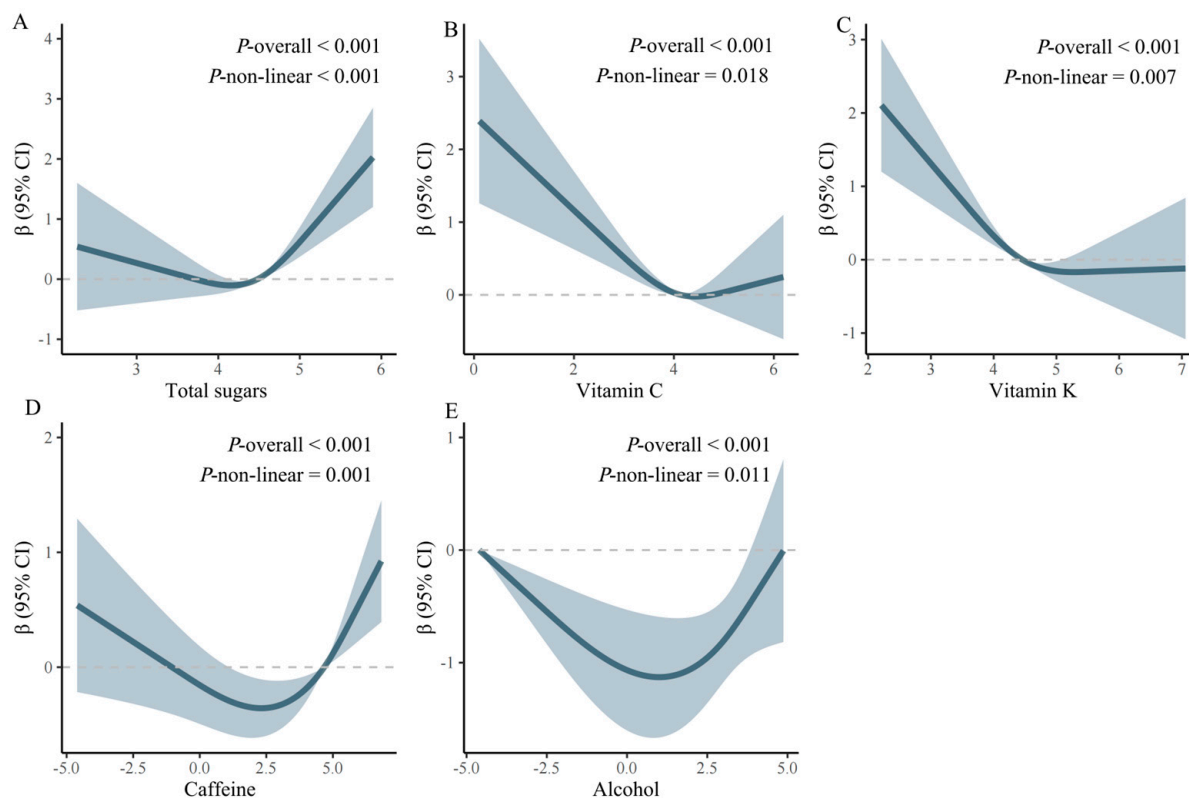 A
P-overall < 0.001
P-non-linear < 0.001
β (95% CI)
4
3
2
1
0
-1
3
4
5
6
Total sugars
B
P-overall < 0.001
P-non-linear = 0.018
β (95% CI)
3
2
1
0
0
2
4
6
Vitamin C
C
P-overall < 0.001
P-non-linear = 0.007
β (95% CI)
3
2
1
0
-1
2
3
4
5
6
7
Vitamin K
D
P-overall < 0.001
P-non-linear = 0.001
β (95% CI)
2
1
0
-5.0
-2.5
0.0
2.5
5.0
Caffeine
E
P-overall < 0.001
P-non-linear = 0.011
β (95% CI)
1
0
-1
-5.0
-2.5
0.0
2.5
5.0
Alcohol